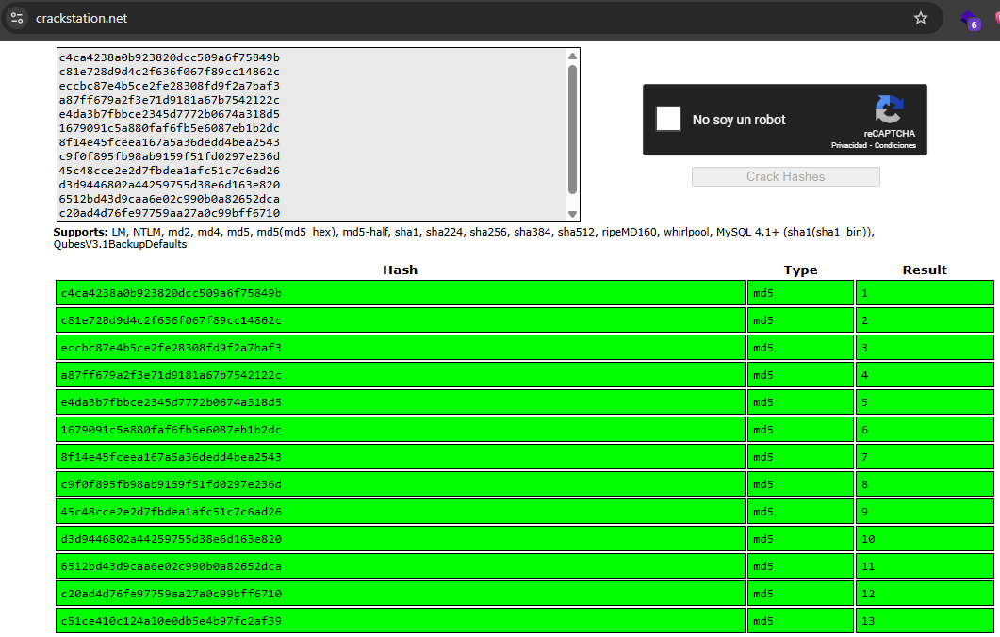 crackstation.net
6
c4ca4238a0b923820dcc509a6f75849b
c81e728d9d4c2f636f067f89cc14862c
eccbc87e4b5ce2fe28308fd9f2a7baf3
a87ff679a2f3e71d9181a67b7542122c
e4da3b7fbbce2345d7772b0674a318d5
1679091c5a880faf6fb5e6087eb1b2dc
8f14e45fceea167a5a36dedd4bea2543
c9f0f895fb98ab9159f51fd0297e236d
45c48cce2e2d7fbdea1afc51c7c6ad26
d3d9446802a44259755d38e6d163e820
6512bd43d9caa6e02c990b0a82652dca
c20ad4d76fe97759aa27a0c99bff6710
No soy un robot
reCAPTCHA
Privacidad - Condiciones
Crack Hashes
Supports: LM, NTLM, md2, md4, md5, md5(md5_hex), md5-half, sha1, sha224, sha256, sha384, sha512, ripeMD160, whirlpool, MySQL 4.1+ (sha1(sha1_bin)),
QubesV3.1BackupDefaults
Hash Type Result
c4ca4238a0b923820dcc509a6f75849b md5 1
c81e728d9d4c2f636f067f89cc14862c md5 2
eccbc87e4b5ce2fe28308fd9f2a7baf3 md5 3
a87ff679a2f3e71d9181a67b7542122c md5 4
e4da3b7fbbce2345d7772b0674a318d5 md5 5
1679091c5a880faf6fb5e6087eb1b2dc md5 6
8f14e45fceea167a5a36dedd4bea2543 md5 7
c9f0f895fb98ab9159f51fd0297e236d md5 8
45c48cce2e2d7fbdea1afc51c7c6ad26 md5 9
d3d9446802a44259755d38e6d163e820 md5 10
6512bd43d9caa6e02c990b0a82652dca md5 11
c20ad4d76fe97759aa27a0c99bff6710 md5 12
c51ce410c124a10e0db5e4b97fc2af39 md5 13